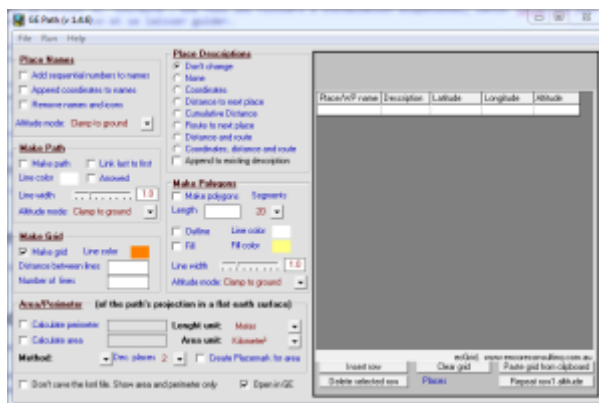 et se laisser guider.
GE Path (v 1.4.6)
File Run Help
Place Names
Add sequential numbers to names
Append coordinates to names
Remove names and icons
Altitude mode: Clamp to ground
Make Path
Make path Link last to first
Line color Arrowed
Line width 1.0
Altitude mode: Clamp to ground
Make Grid
Make grid Line color
Distance between lines
Number of lines
Place Descriptions
Don't change
None
Coordinates
Distance to next place
Cumulative Distance
Route to next place
Distance and route
Coordinates, distance and route
Append to existing description
Make Polygons
Make polygons Segments
Length 20
Outline Line color
Fill Fill color
Line width 1.0
Altitude mode: Clamp to ground
Area/Perimeter (of the path's projection in a flat earth surface)
Calculate perimeter Lenght unit: Meter
Calculate area Area unit: Kilometer²
Method: Dec. places 2 Create Placemark for area
Don't save the kml file. Show area and perimeter only Open in GE
Place/WP name Description Latitude Longitude Altitude
www.encoreconsulting.com.au
Insert row Clear grid Paste grid from clipboard
Delete selected row Places Repeat row1 altitude